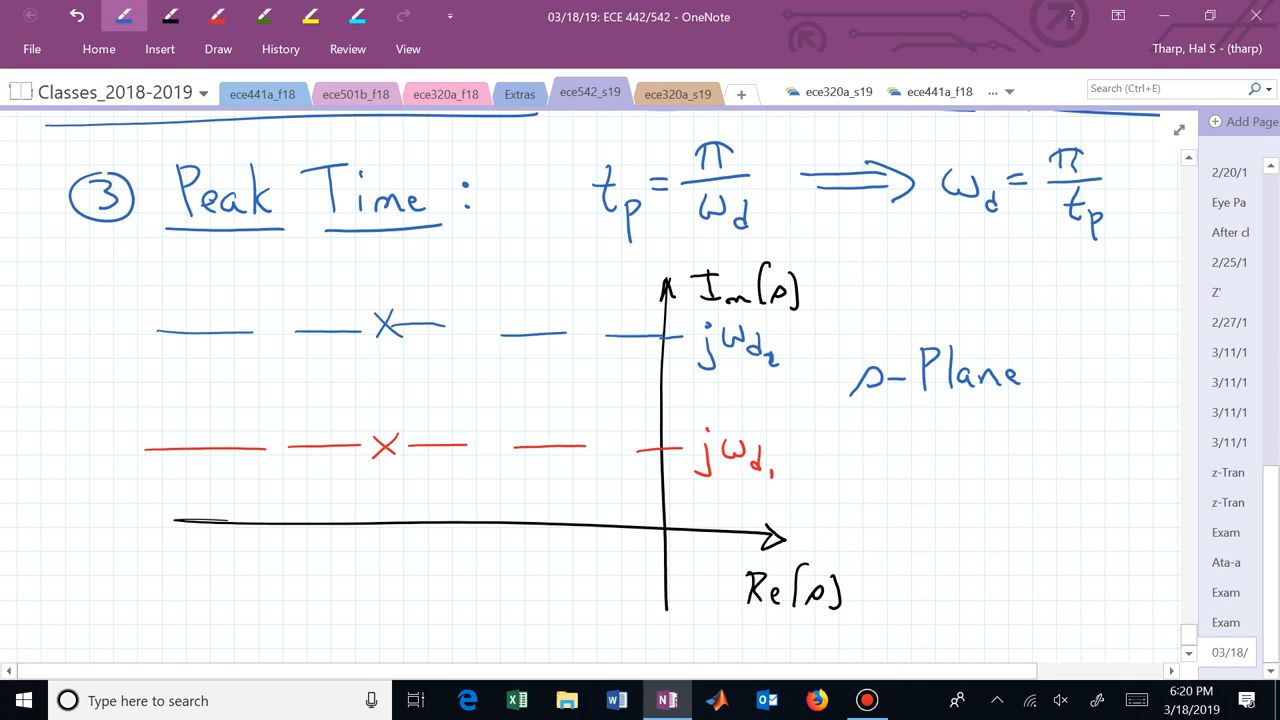 03/18/19: ECE 442/542 - OneNote
?
File Home Insert Draw History Review View
Tharp, Hal S - (tharp)
Classes_2018-2019 ece441a_f18 ece501b_f18 ece320a_f18 Extras ece542_s19 ece320a_s19 + ece320a_s19 ece441a_f18 ...
Search (Ctrl+E)
Add Page
③ Peak Time: t_p = π/ω_d ⟹ ω_d = π/t_p
Im[s]
jω_d2
s-Plane
jω_d1
Re[s]
2/20/1
Eye Pa
After cl
2/25/1
Z'
2/27/1
3/11/1
3/11/1
3/11/1
3/11/1
z-Tran
z-Tran
Exam
Ata-a
Exam
Exam
03/18/
Type here to search
6:20 PM
3/18/2019